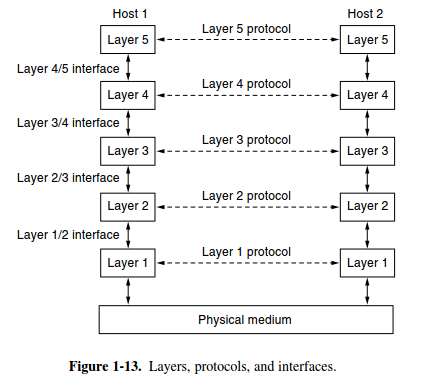 Host 1
Host 2
Layer 5
Layer 5 protocol
Layer 5
Layer 4/5 interface
Layer 4
Layer 4 protocol
Layer 4
Layer 3/4 interface
Layer 3
Layer 3 protocol
Layer 3
Layer 2/3 interface
Layer 2
Layer 2 protocol
Layer 2
Layer 1/2 interface
Layer 1
Layer 1 protocol
Layer 1
Physical medium
Figure 1-13. Layers, protocols, and interfaces.